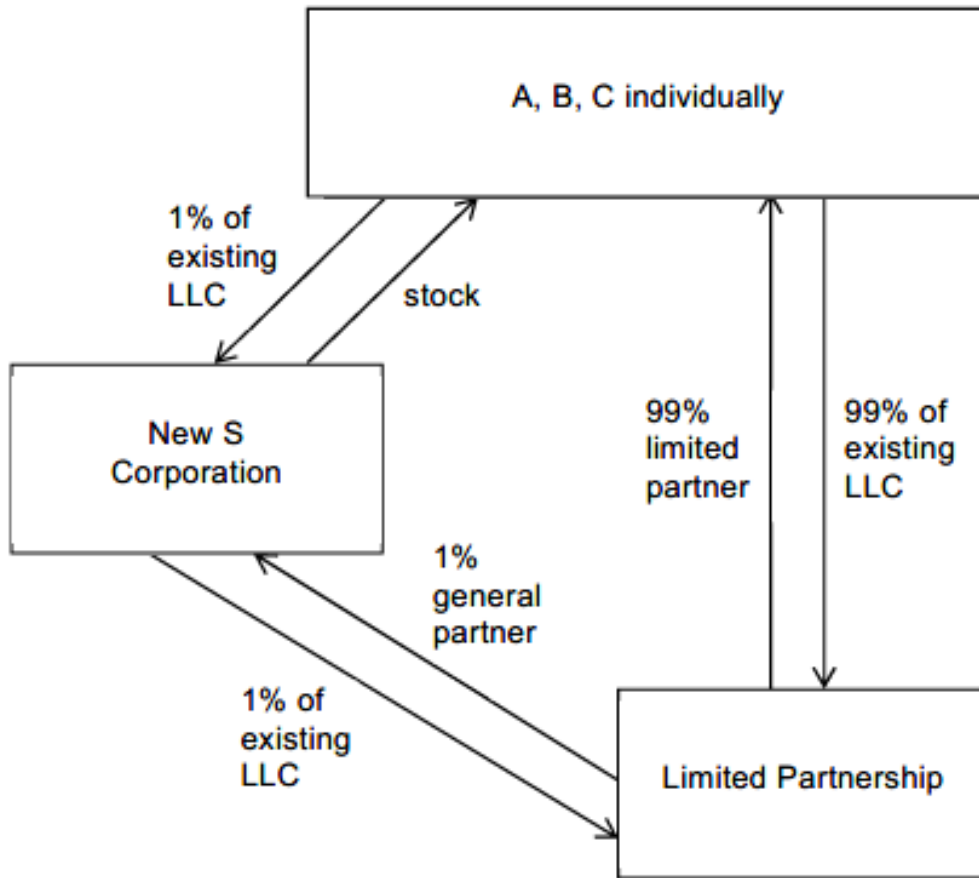 A, B, C individually
1% of
existing
LLC
stock
New S
Corporation
99%
limited
partner
99% of
existing
LLC
1%
general
partner
1% of
existing
LLC
Limited Partnership